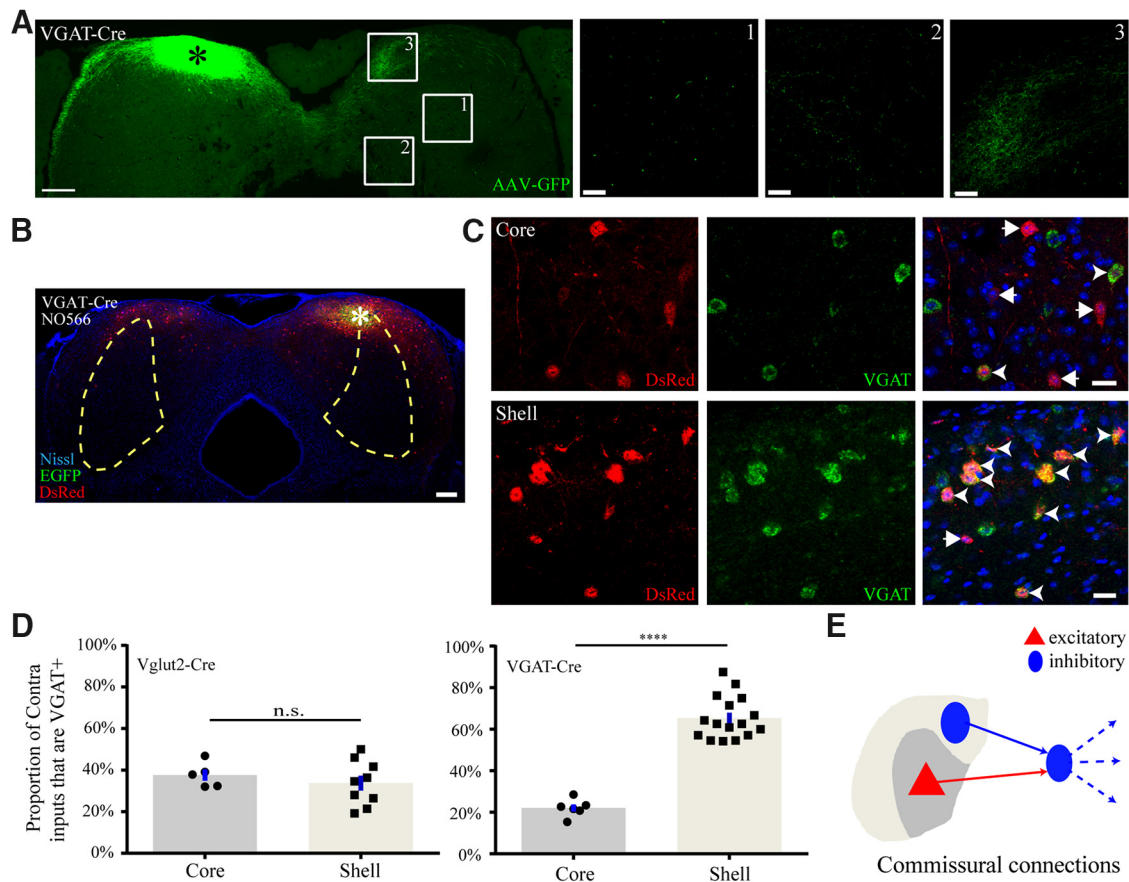 A
VGAT-Cre
*
3
1
2
AAV-GFP
1
2
3
B
VGAT-Cre
NO566
*
Nissl
EGFP
DsRed
C
Core
DsRed
VGAT
Shell
DsRed
VGAT
D
Proportion of Contra
inputs that are VGAT+
100%
80%
60%
40%
20%
0%
Vglut2-Cre
n.s.
Core
Shell
100%
80%
60%
40%
20%
0%
VGAT-Cre
****
Core
Shell
E
excitatory
inhibitory
Commissural connections